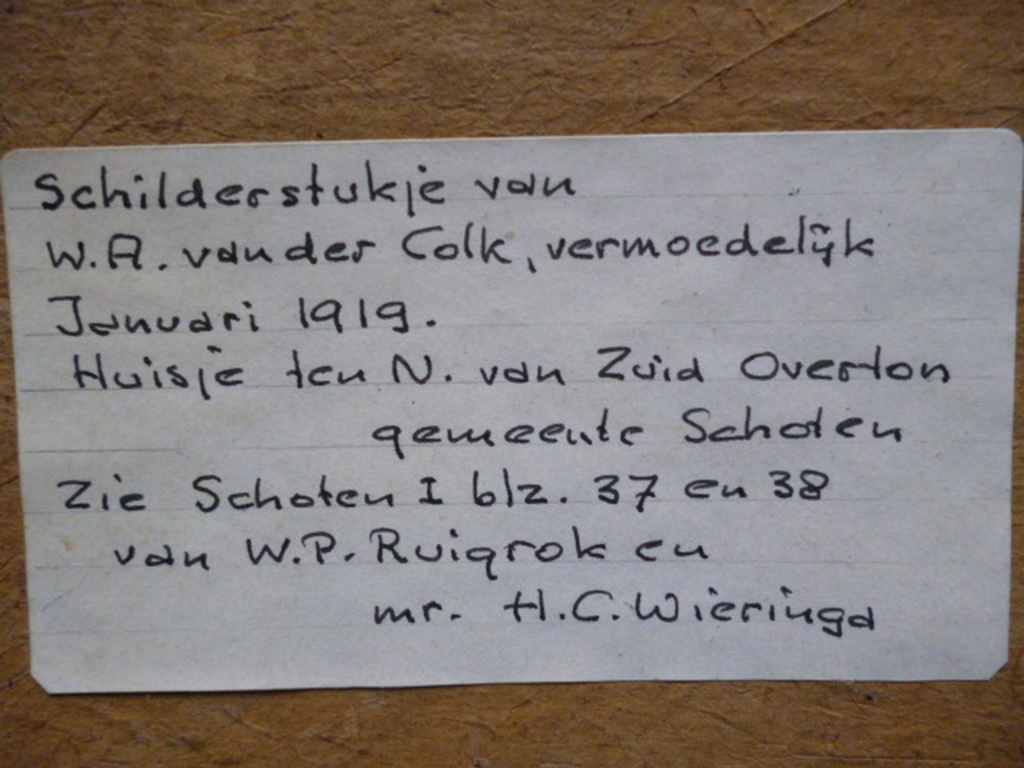 Schilderstukje van
W.A. van der Colk, vermoedelijk
Januari 1919.
Huisje ten N. van Zuid Overton
gemeente Schoten
Zie Schoten I blz. 37 en 38
van W.P. Ruigrok en
mr. H.C. Wieringa